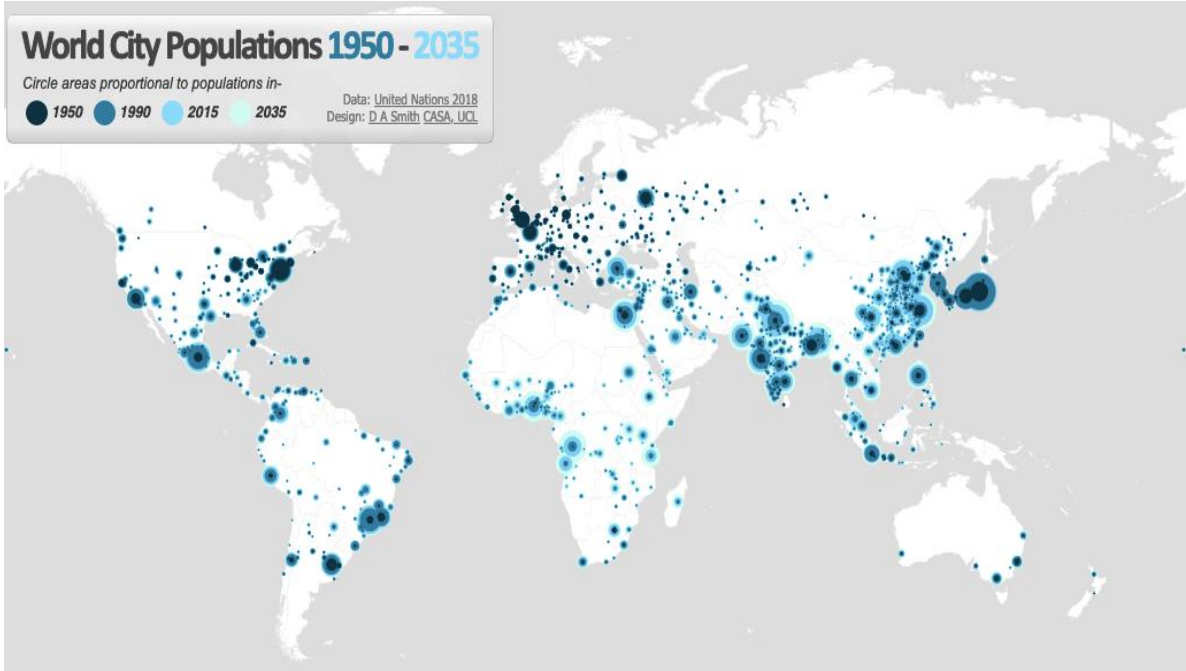 World City Populations 1950 - 2035
Circle areas proportional to populations in-
1950 1990 2015 2035
Data: United Nations 2018
Design: D A Smith CASA, UCL